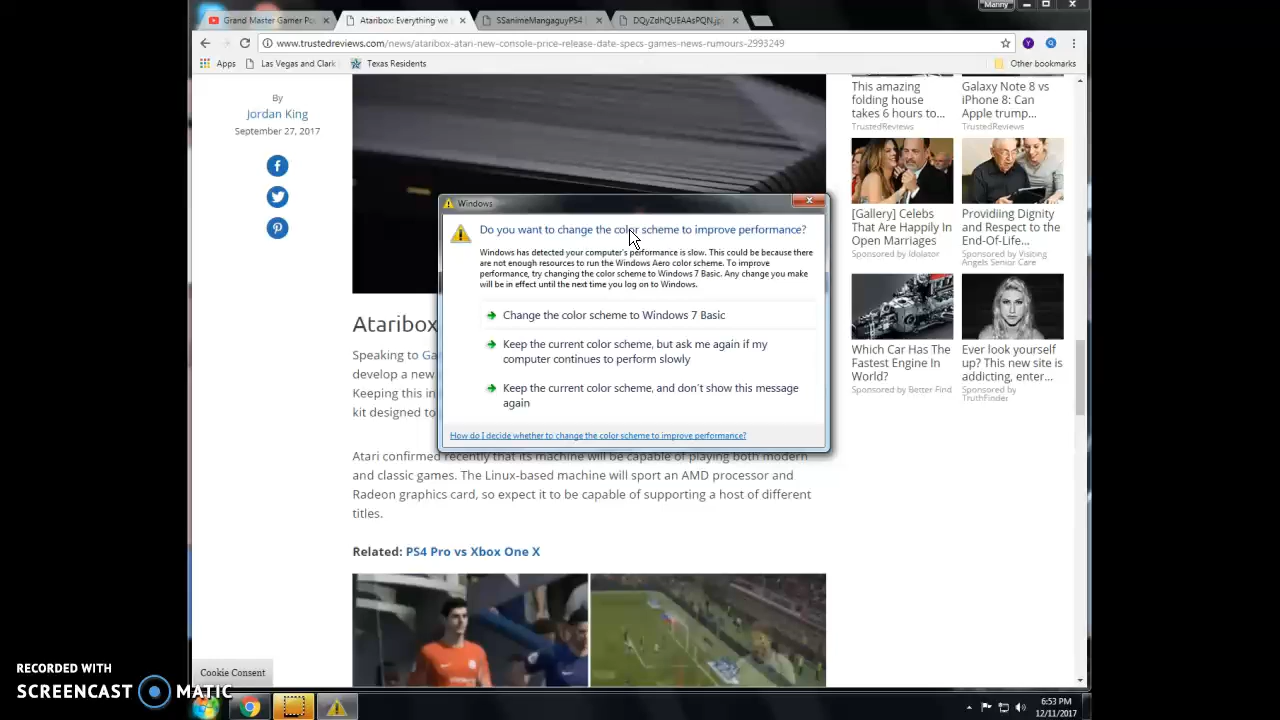 Manny
Grand Master Gamer Po
Ataribox: Everything we
SSanimeMangaguyPS4
DQyZdhQUEAAsPQN.jp
www.trustedreviews.com/news/ataribox-atari-new-console-price-release-date-specs-games-news-rumours-2993249
Apps
Las Vegas and Clark
Texas Residents
Other bookmarks
By
Jordan King
September 27, 2017
This amazing
folding house
takes 6 hours to...
TrustedReviews
Galaxy Note 8 vs
iPhone 8: Can
Apple trump...
TrustedReviews
[Gallery] Celebs
That Are Happily In
Open Marriages
Sponsored by Idolator
Providiing Dignity
and Respect to the
End-Of-Life...
Sponsored by Visiting
Angels Senior Care
Which Car Has The
Fastest Engine In
World?
Sponsored by Better Find
Ever look yourself
up? This new site is
addicting, enter...
Sponsored by
TruthFinder
Windows
Do you want to change the color scheme to improve performance?
Windows has detected your computer's performance is slow. This could be because there
are not enough resources to run the Windows Aero color scheme. To improve
performance, try changing the color scheme to Windows 7 Basic. Any change you make
will be in effect until the next time you log on to Windows.
Change the color scheme to Windows 7 Basic
Keep the current color scheme, but ask me again if my
computer continues to perform slowly
Keep the current color scheme, and don't show this message
again
How do I decide whether to change the color scheme to improve performance?
Ataribox
Speaking to Ga
develop a new
Keeping this in
kit designed to
Atari confirmed recently that its machine will be capable of playing both modern
and classic games. The Linux-based machine will sport an AMD processor and
Radeon graphics card, so expect it to be capable of supporting a host of different
titles.
Related: PS4 Pro vs Xbox One X
Cookie Consent
RECORDED WITH
SCREENCAST MATIC
6:53 PM
12/11/2017